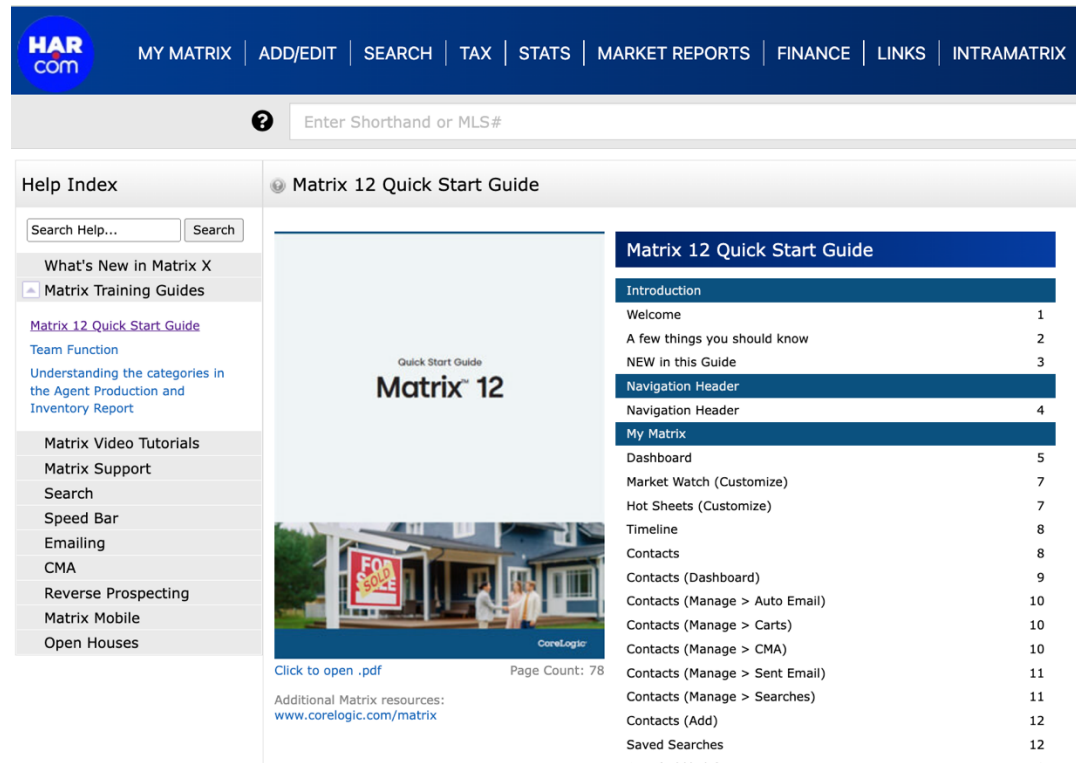 HAR
com
MY MATRIX
ADD/EDIT
SEARCH
TAX
STATS
MARKET REPORTS
FINANCE
LINKS
INTRAMATRIX
?
Enter Shorthand or MLS#
Help Index
Search Help...
Search
What's New in Matrix X
Matrix Training Guides
Matrix 12 Quick Start Guide
Team Function
Understanding the categories in
the Agent Production and
Inventory Report
Matrix Video Tutorials
Matrix Support
Search
Speed Bar
Emailing
CMA
Reverse Prospecting
Matrix Mobile
Open Houses
? Matrix 12 Quick Start Guide
Quick Start Guide
Matrix™ 12
FOR
SALE
SOLD
CoreLogic
Click to open .pdf
Page Count: 78
Additional Matrix resources:
www.corelogic.com/matrix
Matrix 12 Quick Start Guide
Introduction
Welcome 1
A few things you should know 2
NEW in this Guide 3
Navigation Header
Navigation Header 4
My Matrix
Dashboard 5
Market Watch (Customize) 7
Hot Sheets (Customize) 7
Timeline 8
Contacts 8
Contacts (Dashboard) 9
Contacts (Manage > Auto Email) 10
Contacts (Manage > Carts) 10
Contacts (Manage > CMA) 10
Contacts (Manage > Sent Email) 11
Contacts (Manage > Searches) 11
Contacts (Add) 12
Saved Searches 12